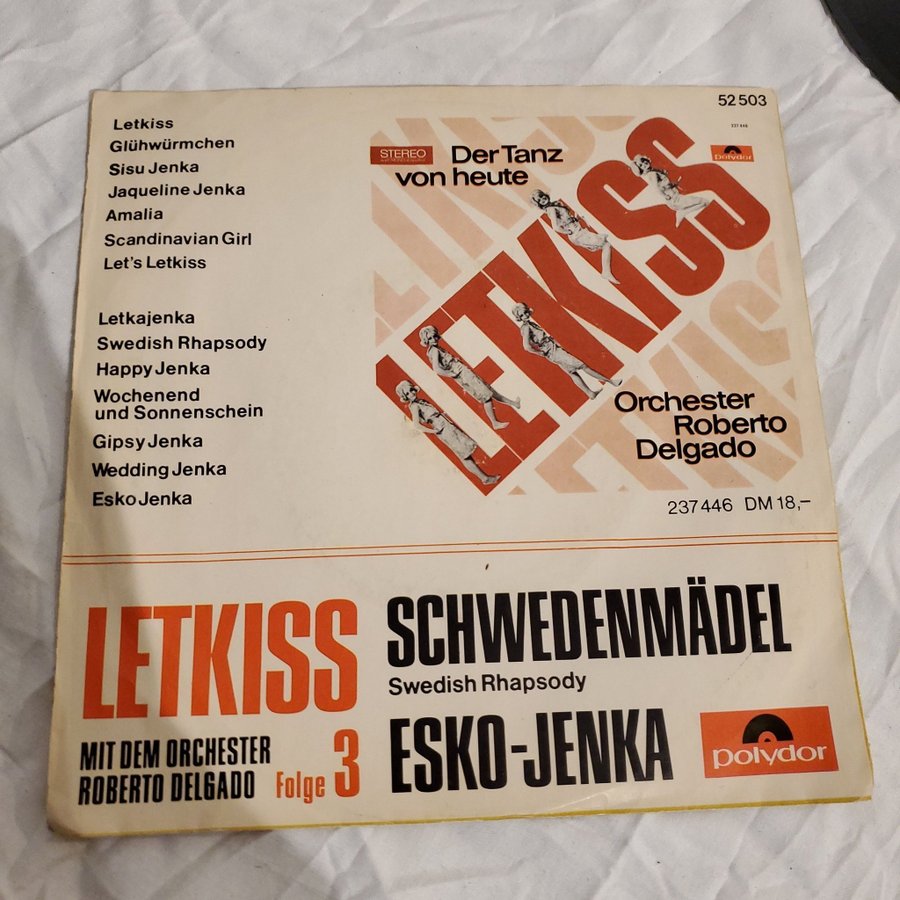 52 503
Letkiss
Glühwürmchen
Sisu Jenka
Jaqueline Jenka
Amalia
Scandinavian Girl
Let's Letkiss
Letkajenka
Swedish Rhapsody
Happy Jenka
Wochenend
und Sonnenschein
Gipsy Jenka
Wedding Jenka
Esko Jenka
237 446
STEREO
polydor
Der Tanz
von heute
LETKISS
Orchester
Roberto
Delgado
237 446 DM 18,–
LETKISS
MIT DEM ORCHESTER
ROBERTO DELGADO Folge 3
SCHWEDENMÄDEL
Swedish Rhapsody
ESKO-JENKA
polydor